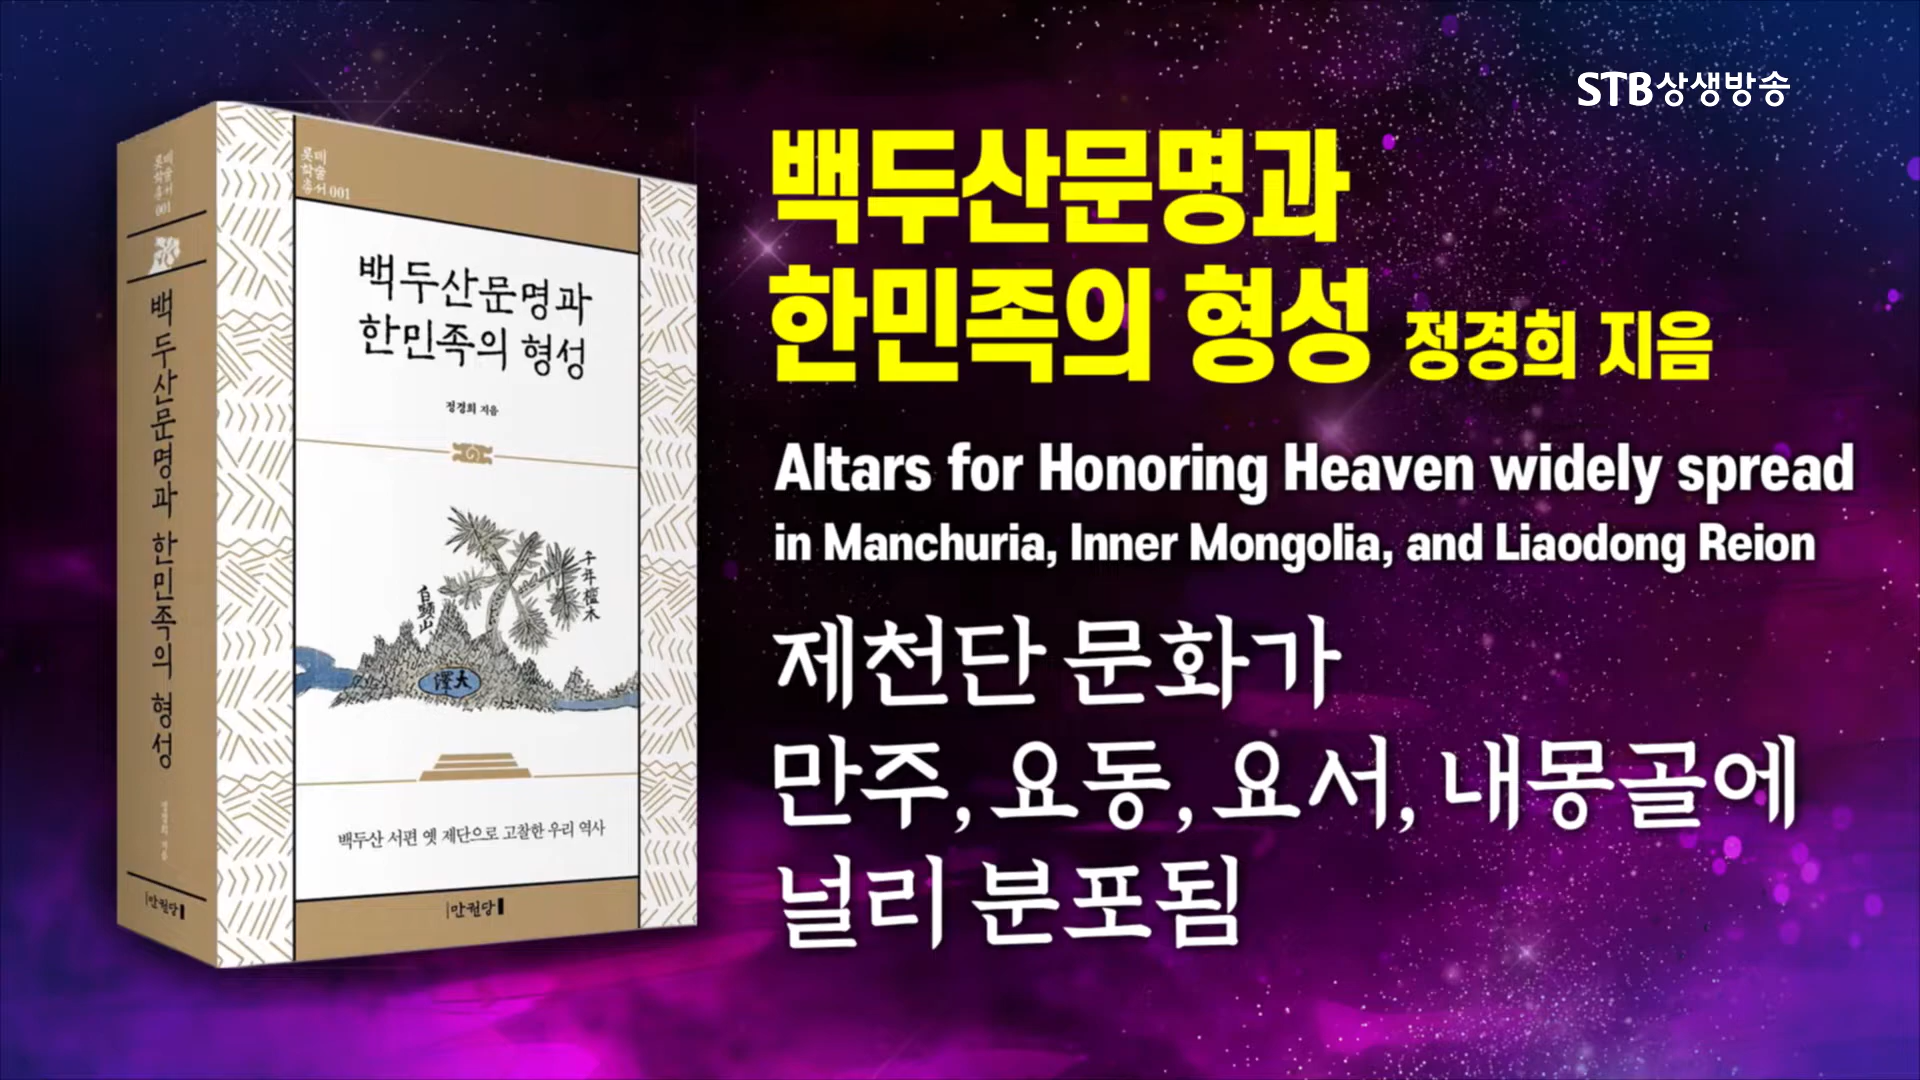 STB상생방송
백두산문명과
한민족의 형성 정경희 지음
Altars for Honoring Heaven widely spread
in Manchuria, Inner Mongolia, and Liaodong Reion
제천단 문화가
만주, 요동, 요서, 내몽골에
널리 분포됨
001
백두산문명과 한민족의 형성
정경희 지음
만권당
총서 001
백두산문명과
한민족의 형성
정경희 지음
千年檀木
白頭山
大澤
백두산 서편 옛 제단으로 고찰한 우리 역사
만권당